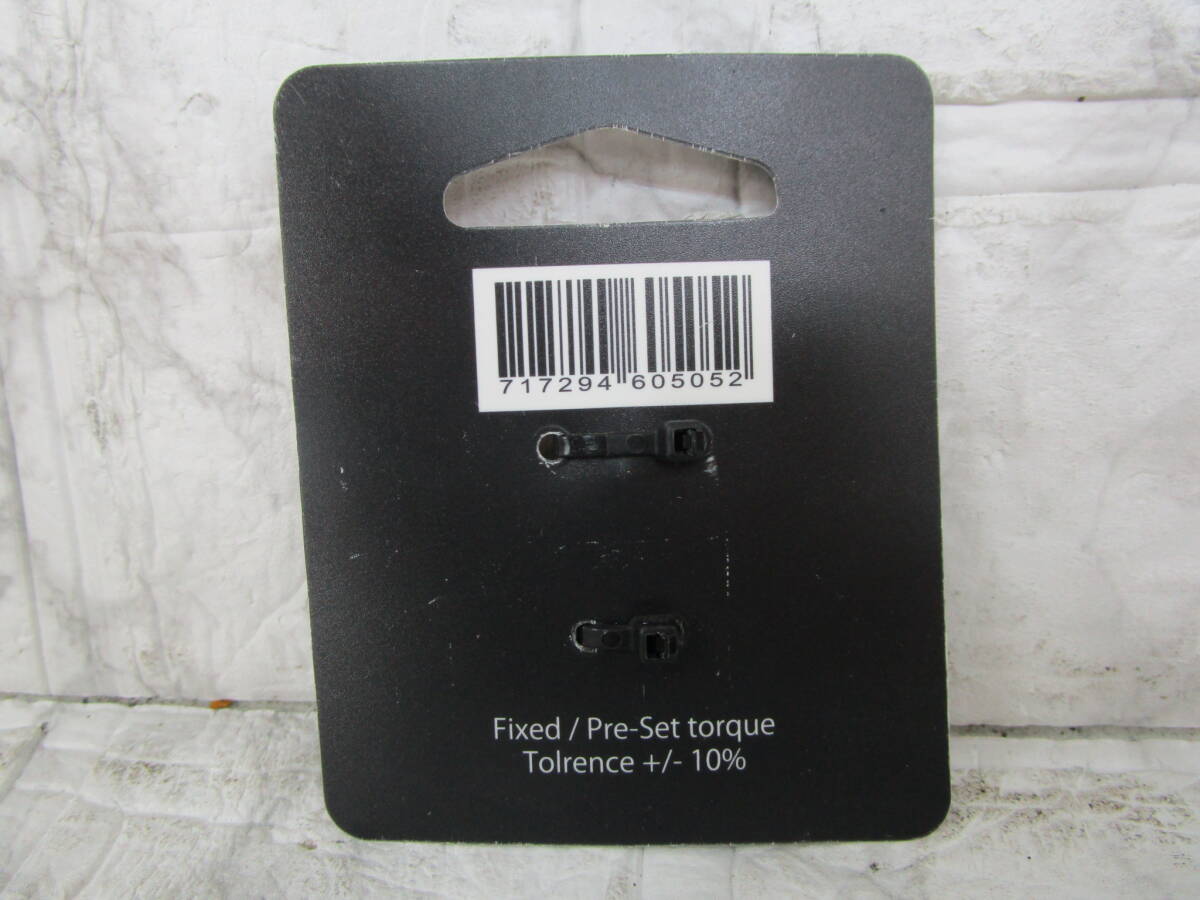 717294 605052
Fixed / Pre-Set torque
Tolrence +/- 10%